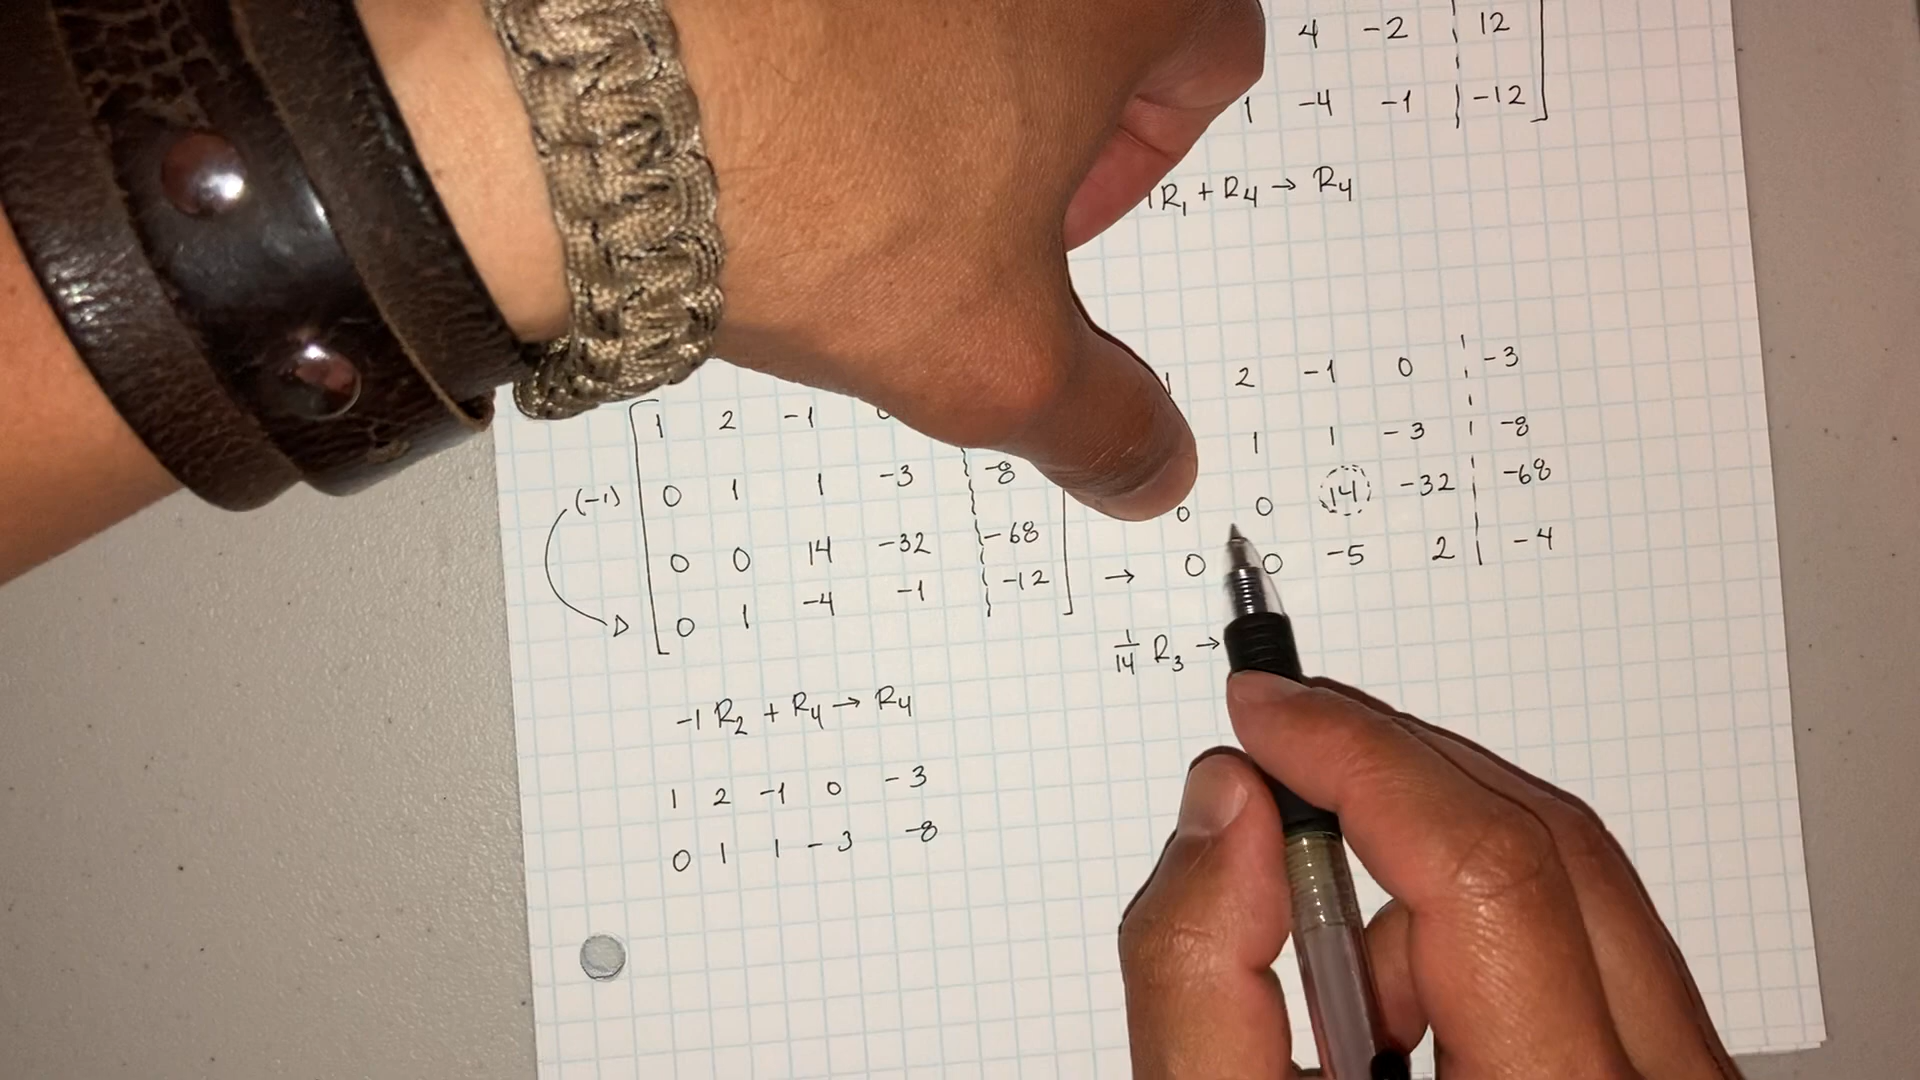 4 -2 12
1 -4 -1 -12
R₁ + R₄ → R₄
1 2 -1
0 1 1 -3 -8
0 0 14 -32 -68
0 1 -4 -1 -12
(-1)
-1 R₂ + R₄ → R₄
1 2 -1 0 -3
0 1 1 -3 -8
1 2 -1 0 -3
1 1 -3 -8
0 0 14 -32 -68
→ 0 0 -5 2 -4
1/14 R₃ →